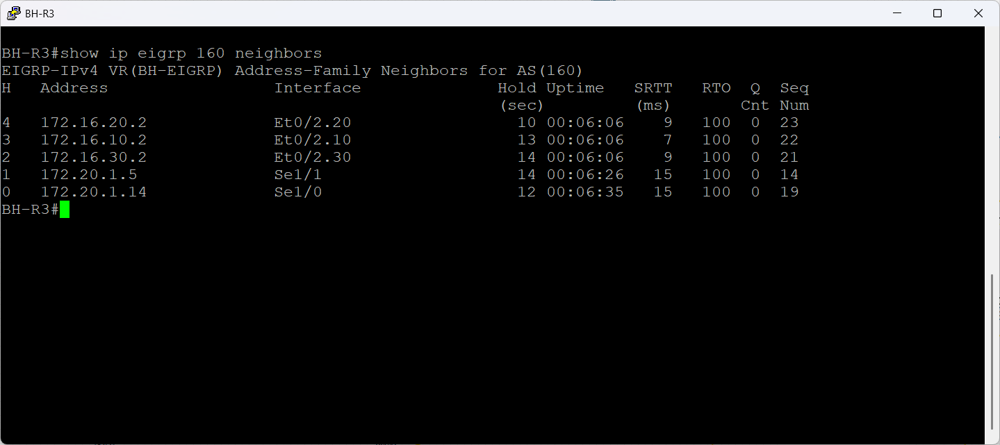 BH-R3
BH-R3#show ip eigrp 160 neighbors
EIGRP-IPv4 VR(BH-EIGRP) Address-Family Neighbors for AS(160)
H   Address                 Interface              Hold Uptime   SRTT   RTO  Q  Seq
                                                   (sec)         (ms)       Cnt Num
4   172.16.20.2             Et0/2.20                 10 00:06:06    9   100  0  23
3   172.16.10.2             Et0/2.10                 13 00:06:06    7   100  0  22
2   172.16.30.2             Et0/2.30                 14 00:06:06    9   100  0  21
1   172.20.1.5              Se1/1                    14 00:06:26   15   100  0  14
0   172.20.1.14             Se1/0                    12 00:06:35   15   100  0  19
BH-R3#